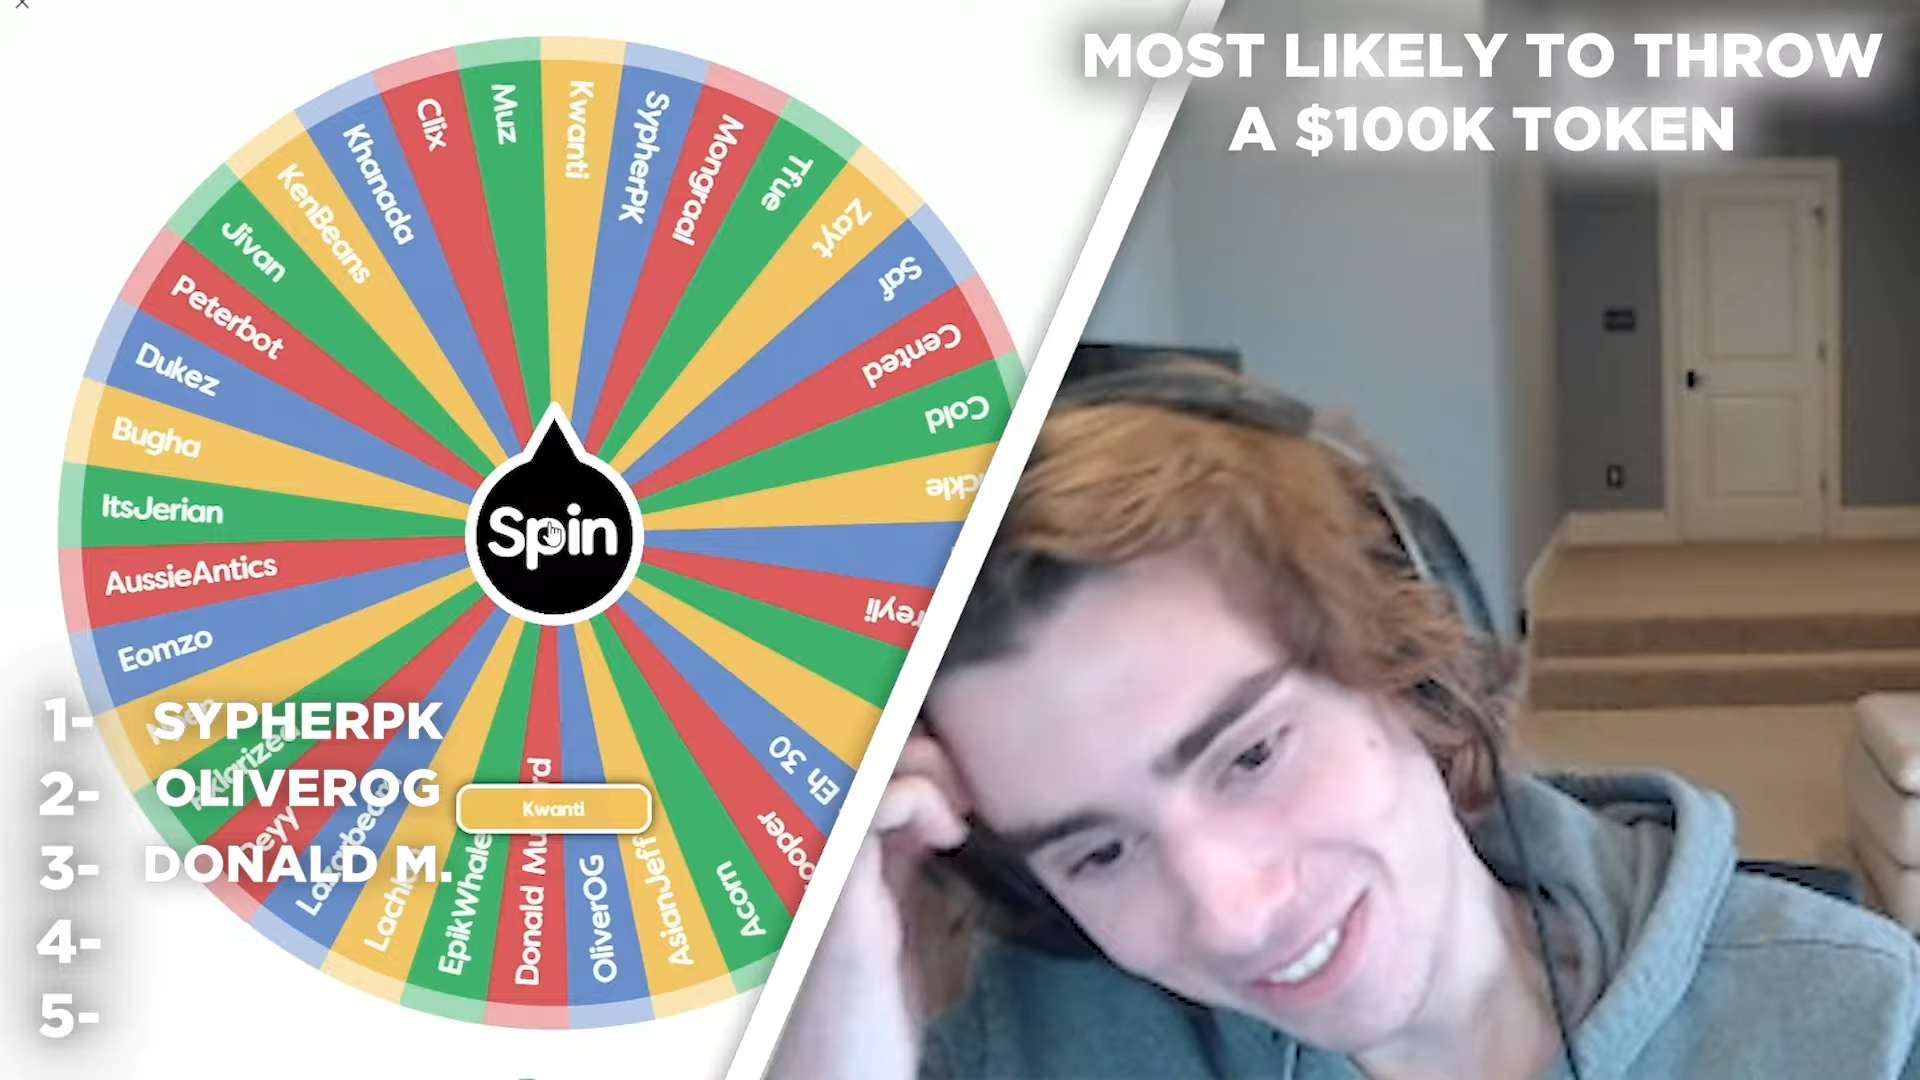 MOST LIKELY TO THROW
A $100K TOKEN
Muz
Kwanti
SypherPK
Mongraal
Tfue
Zayt
Saf
Cented
Cold
Eh 30
Acorn
AsianJeff
OliverOG
Donald Mu
EpikWhale
Lach
Deyy
Eomzo
AussieAntics
ItsJerian
Bugha
Dukez
Peterbot
Jivan
KenBeans
Khanada
Clix
Spin
Kwanti
1- SYPHERPK
2- OLIVEROG
3- DONALD M.
4-
5-